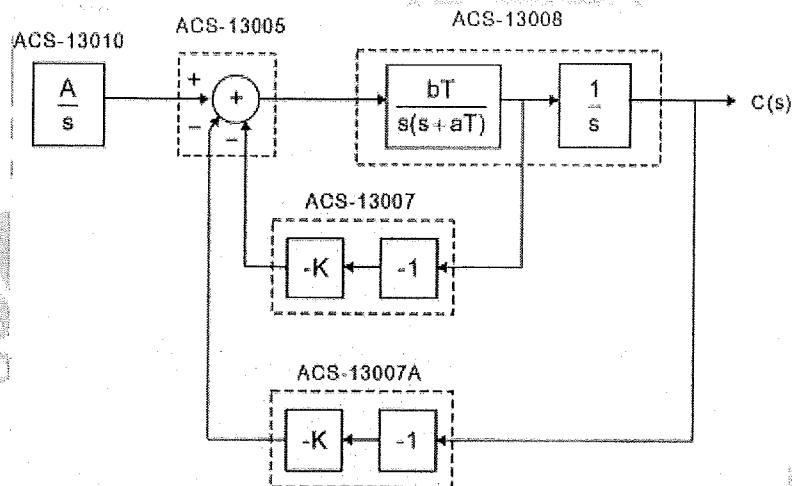 ACS-13010
ACS-13005
ACS-13008
A
s
+
−
−
+
bT
s(s+aT)
1
s
C(s)
ACS-13007
-K
-1
ACS-13007A
-K
-1